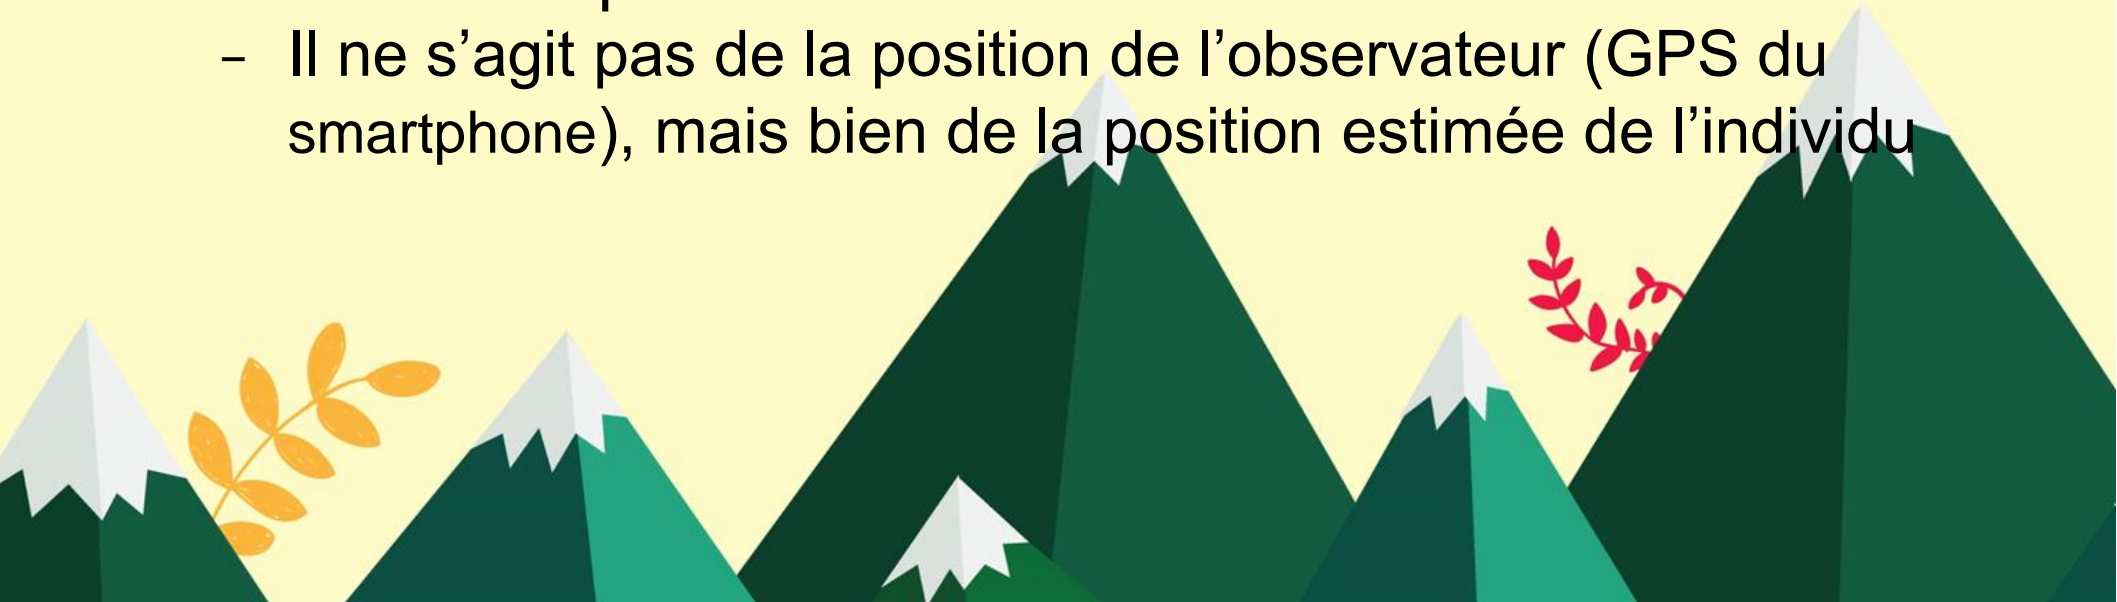 - Il ne s’agit pas de la position de l’observateur (GPS du
smartphone), mais bien de la position estimée de l’individu